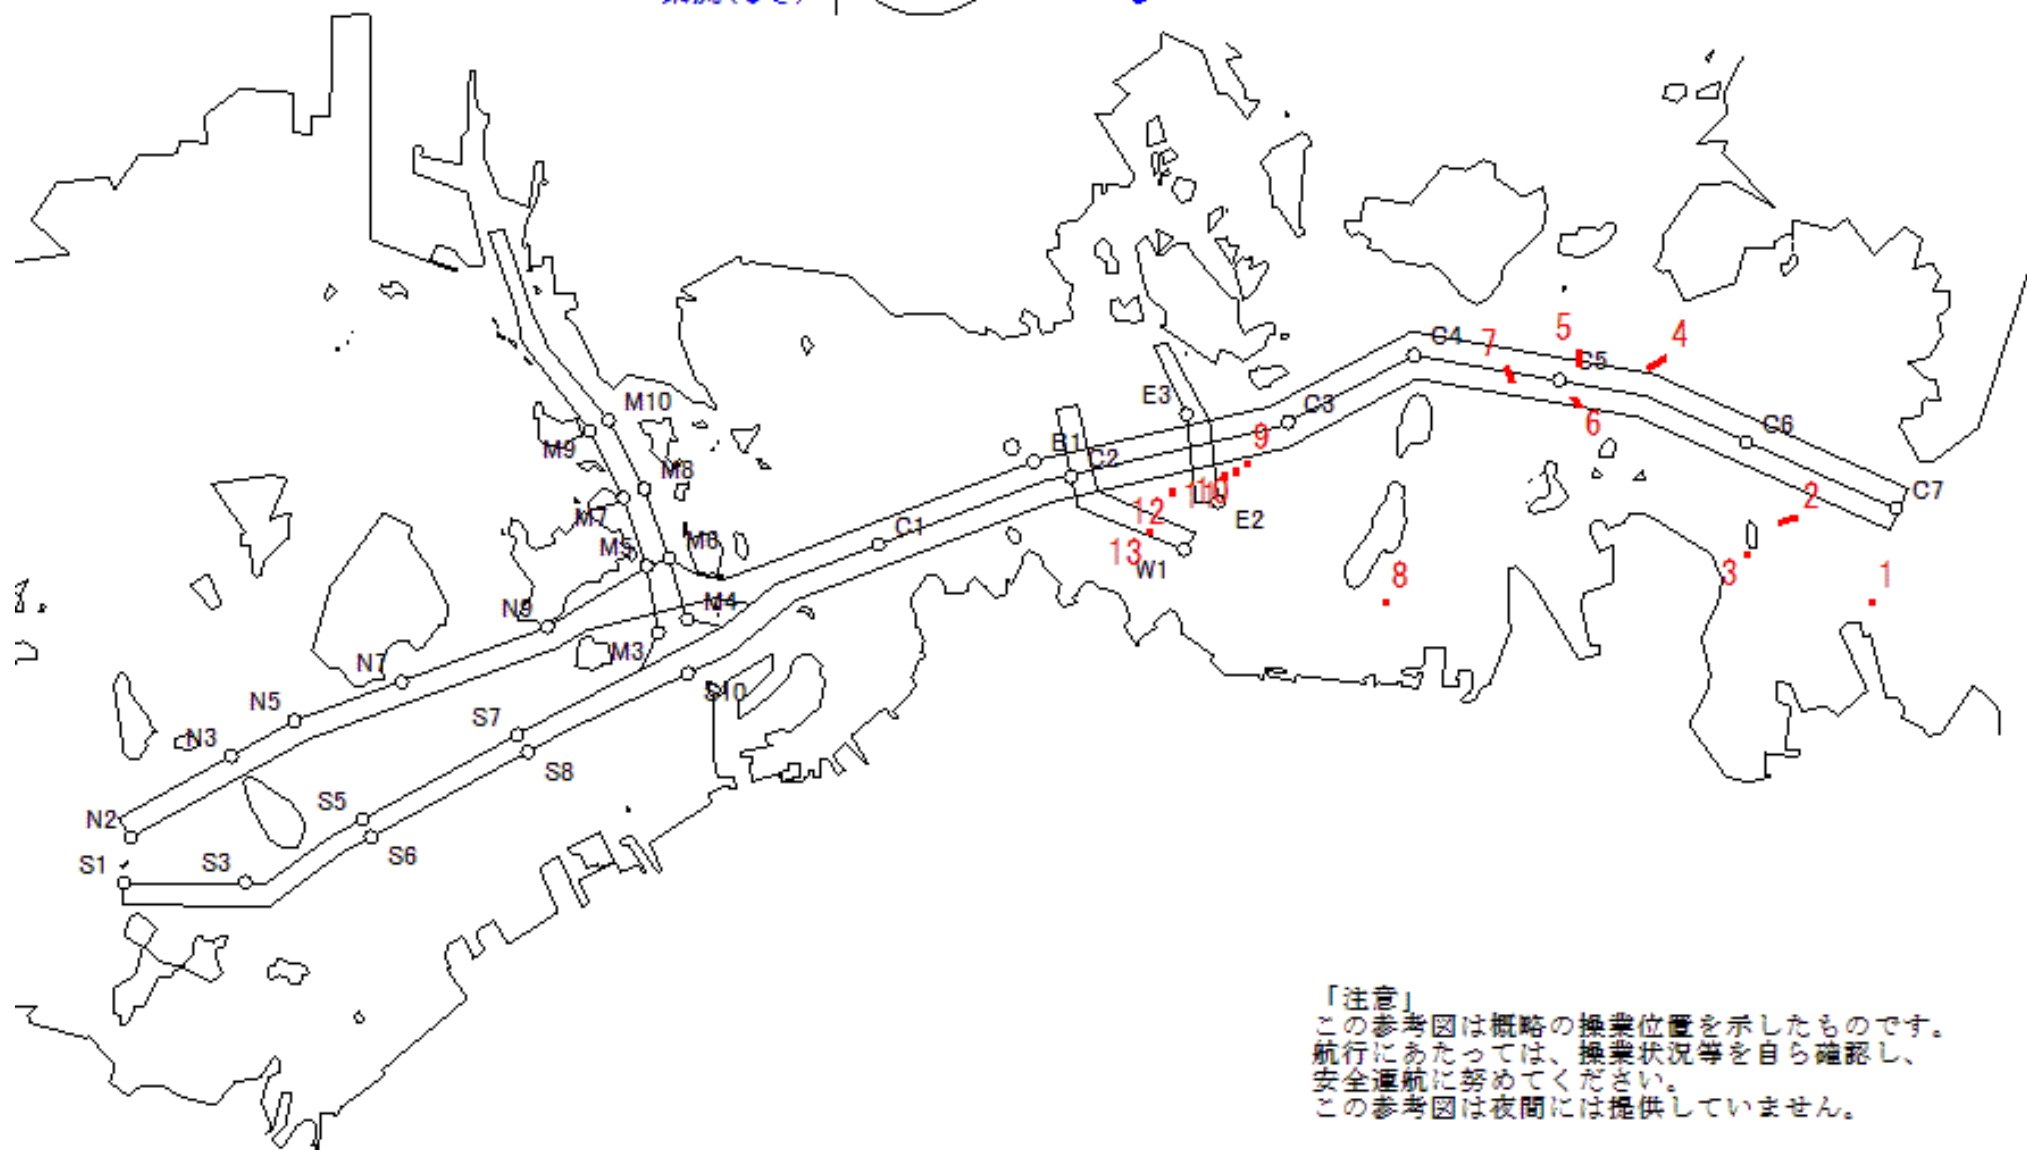 C4
5
4
7
C5
E3
M10
C3
6
C6
9
M9
B1
C2
M8
C7
2
12
E2
M7
C1
13
W1
M5
M6
3
8
1
N9
M4
M3
N7
S10
N5
S7
N3
S8
S5
N2
S6
S1
S3
「注意」
この参考図は概略の操業位置を示したものです。
航行にあたっては、操業状況等を自ら確認し、
安全運航に努めてください。
この参考図は夜間には提供していません。